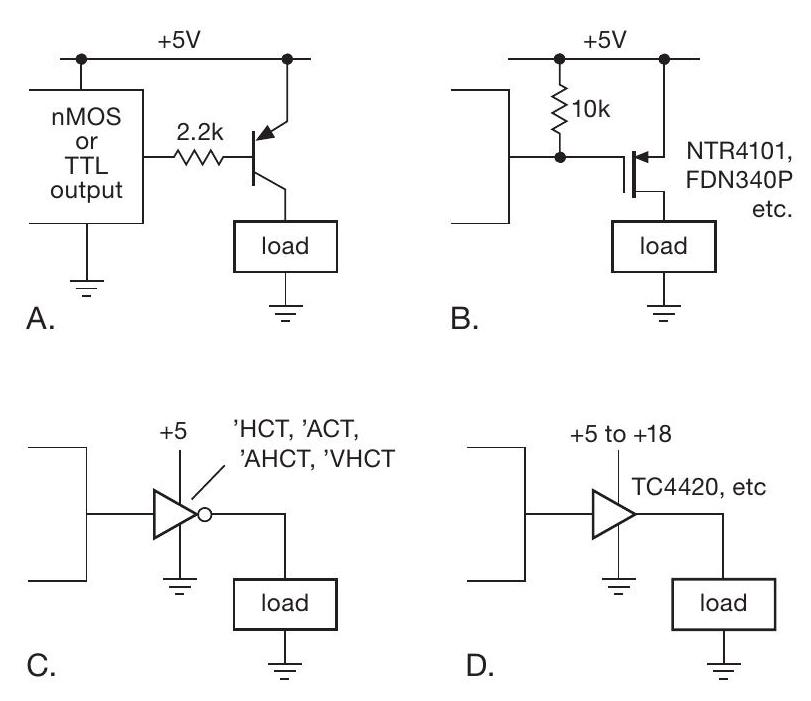 +5V
nMOS
or
TTL
output
2.2k
load
A.
+5V
10k
NTR4101,
FDN340P
etc.
load
B.
+5
’HCT, ’ACT,
’AHCT, ’VHCT
load
C.
+5 to +18
TC4420, etc
load
D.